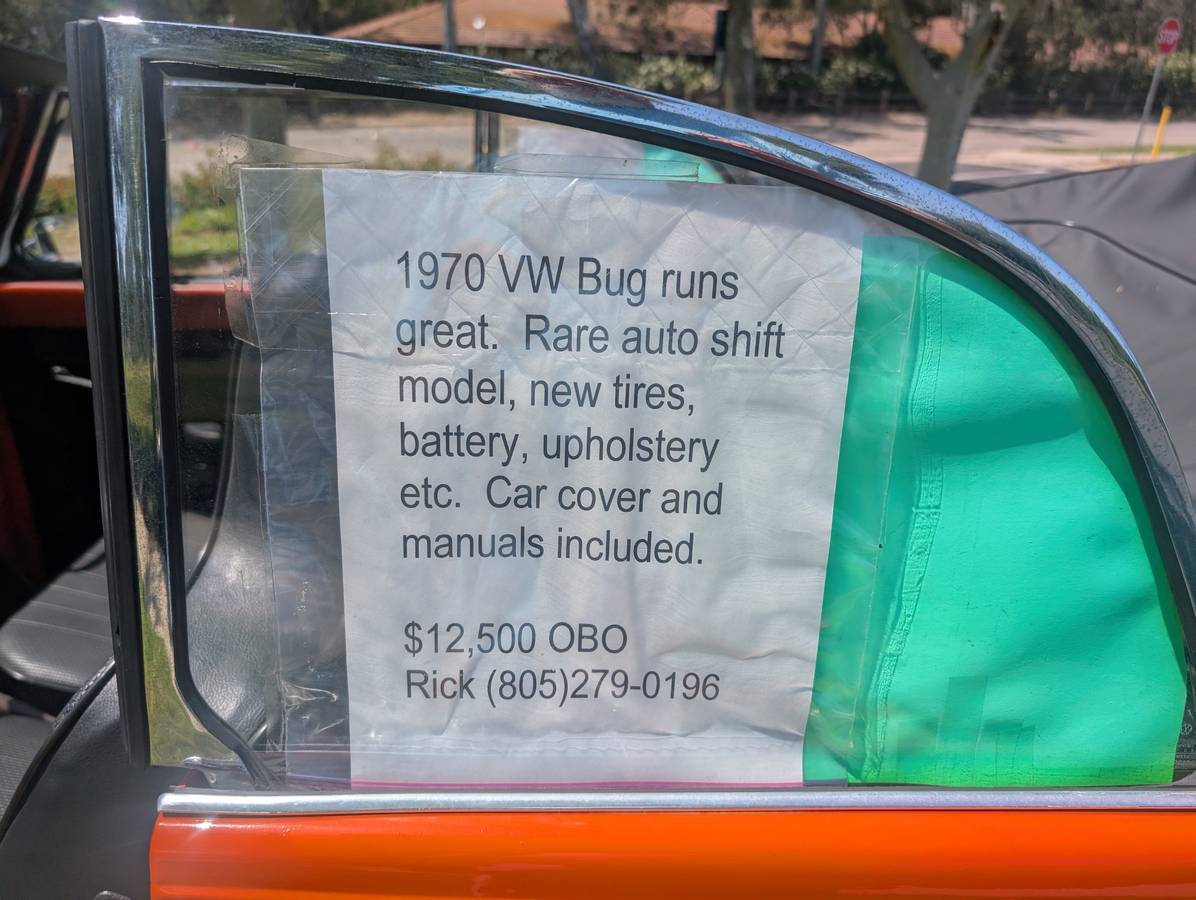 1970 VW Bug runs
great. Rare auto shift
model, new tires,
battery, upholstery
etc. Car cover and
manuals included.
$12,500 OBO
Rick (805)279-0196